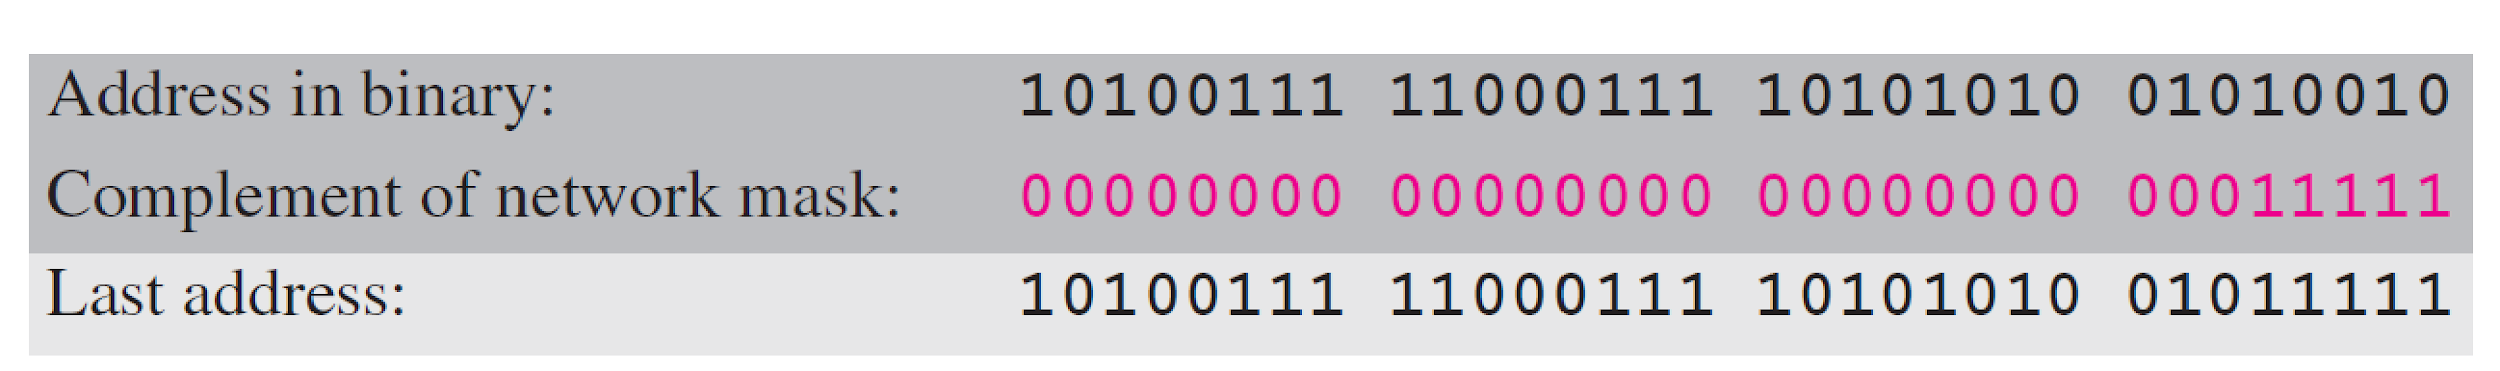 Address in binary: 10100111 11000111 10101010 01010010
Complement of network mask: 00000000 00000000 00000000 00011111
Last address: 10100111 11000111 10101010 01011111